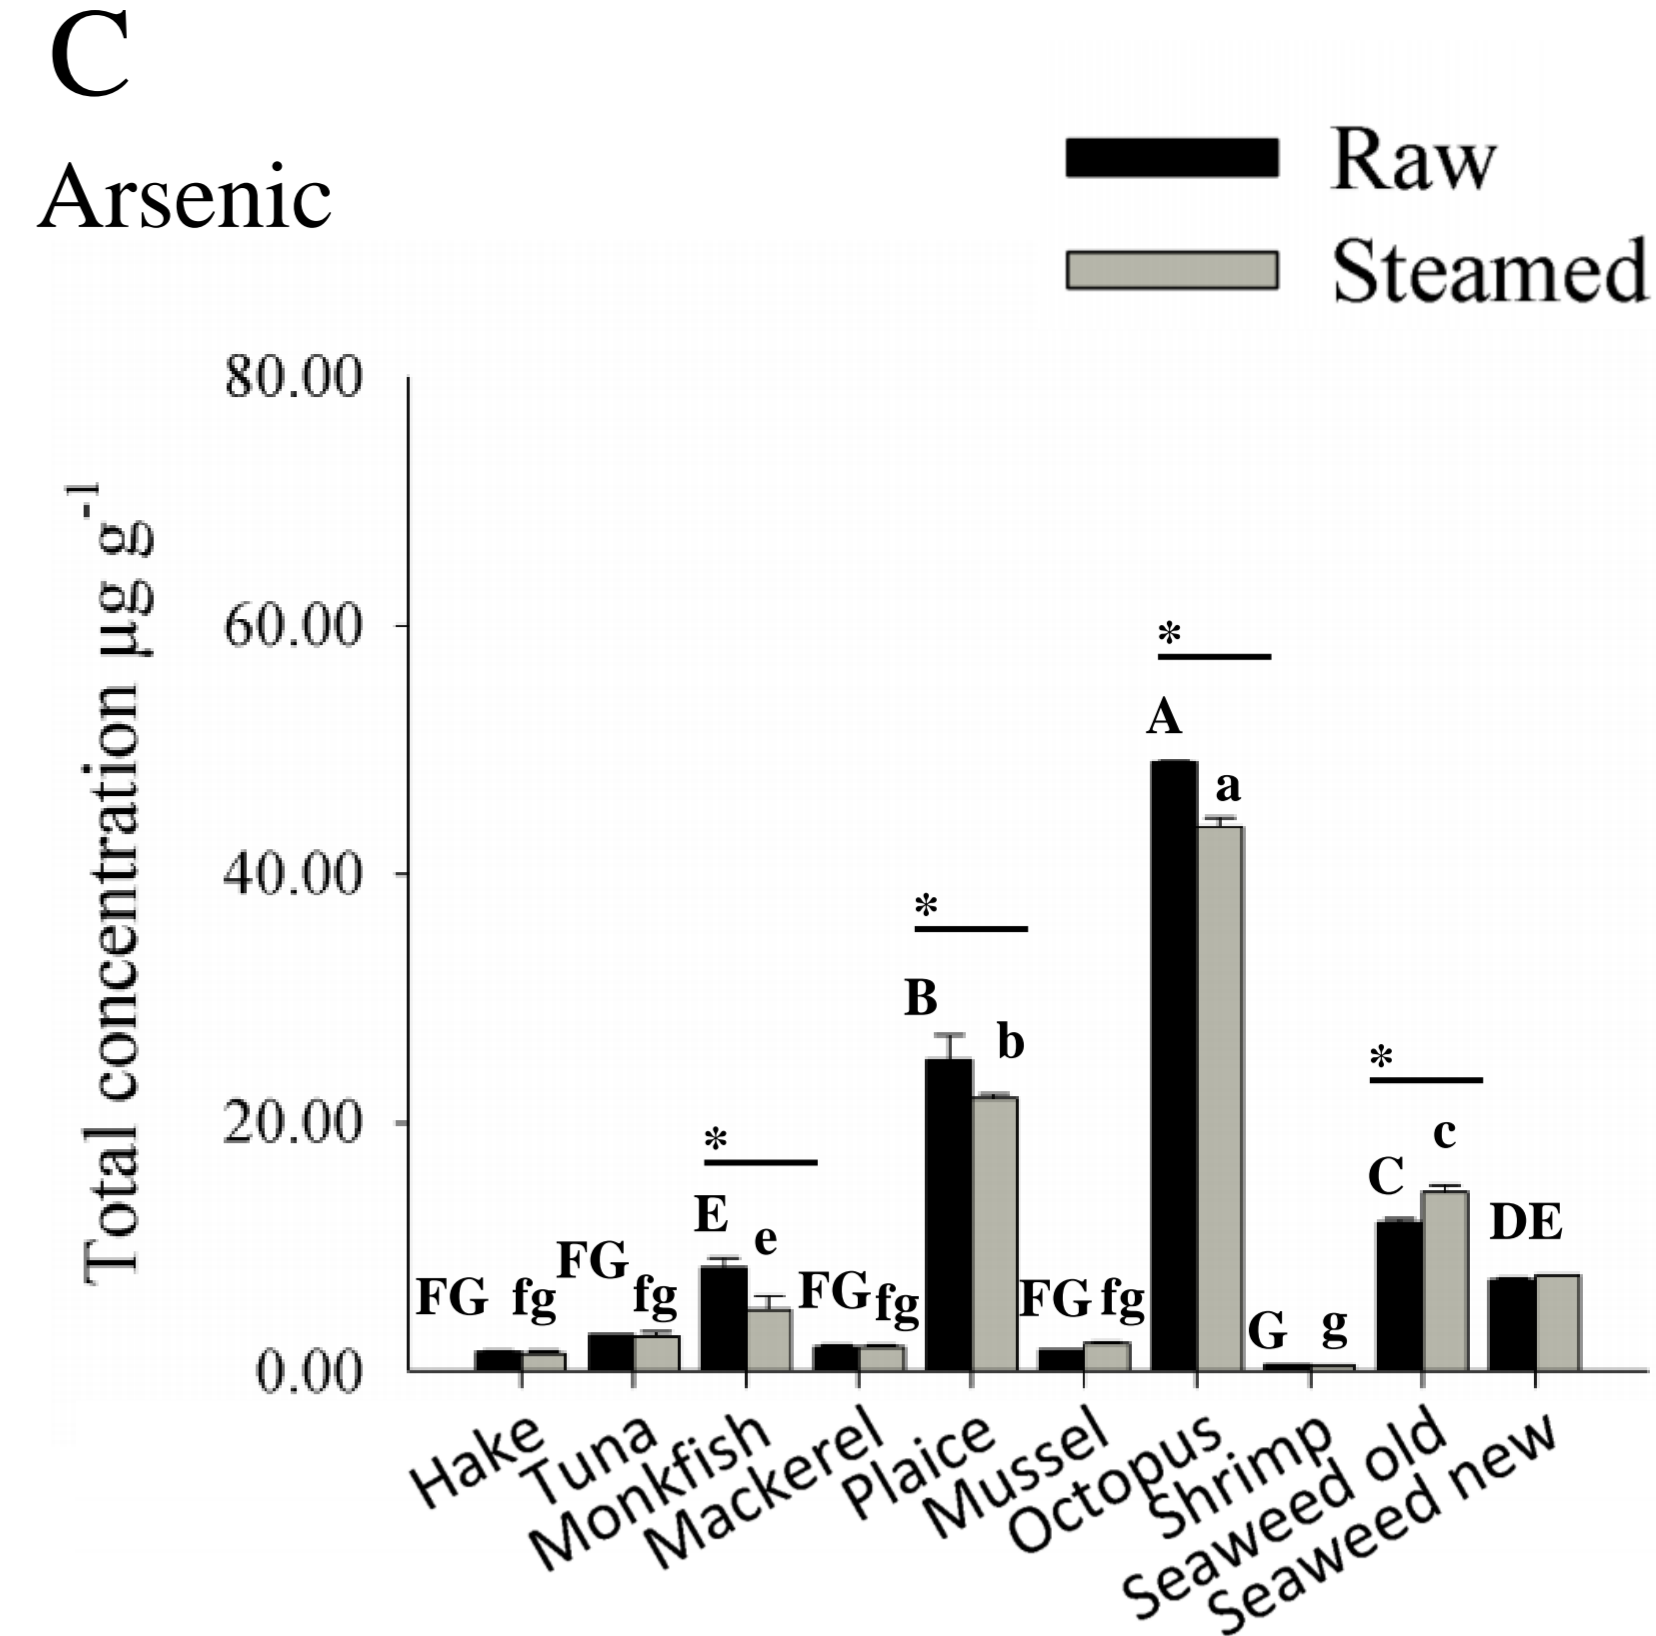 C
Arsenic
Raw
Steamed
Total concentration µg g⁻¹
80.00
60.00
40.00
20.00
0.00
*
A
a
*
B
b
*
C
c
*
E
e
DE
FG fg
FG fg
FG fg
FG fg
G g
Hake
Tuna
Monkfish
Mackerel
Plaice
Mussel
Octopus
Shrimp
Seaweed old
Seaweed new